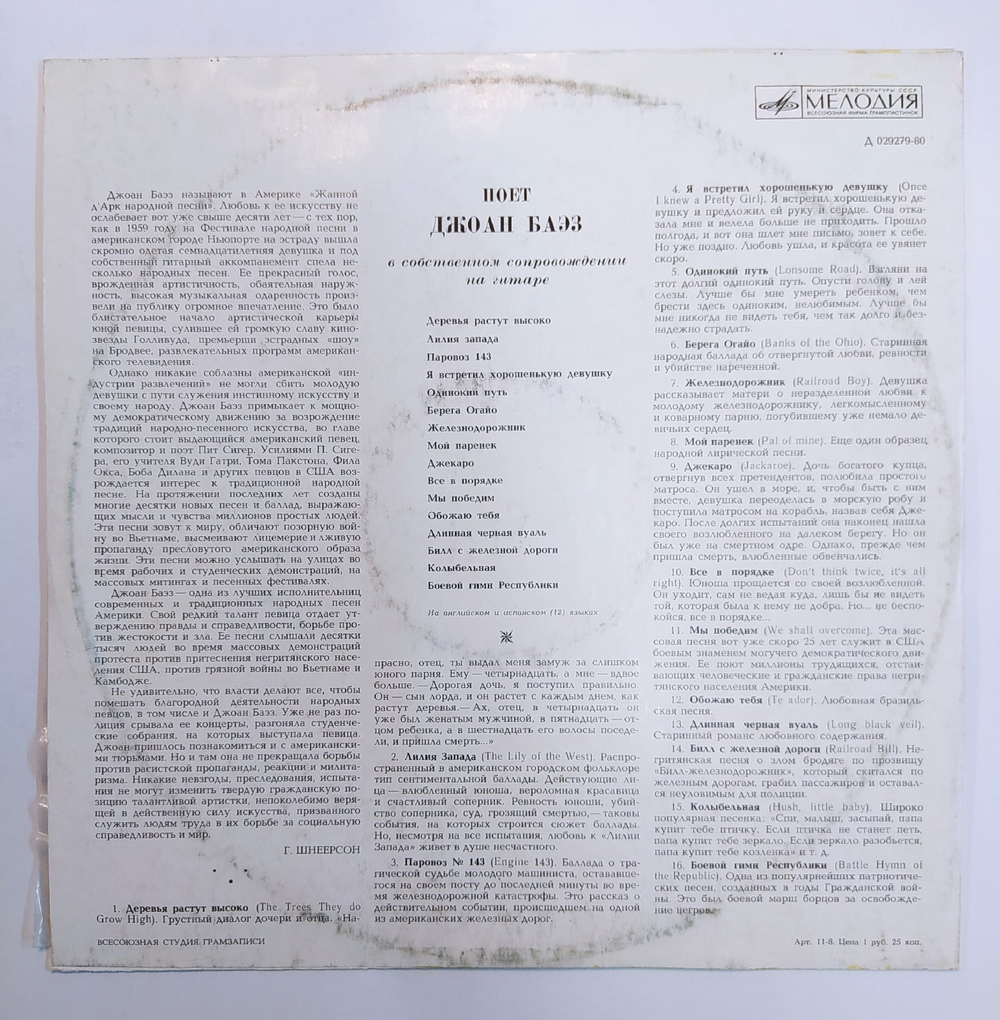 МИНИСТЕРСТВО КУЛЬТУРЫ СССР
МЕЛОДИЯ
ВСЕСОЮЗНАЯ ФИРМА ГРАМПЛАСТИНОК
Д 029279-80
Джоан Баэз называют в Америке «Жанной
д'Арк народной песни». Любовь к ее искусству не
ослабевает вот уже свыше десяти лет — с тех пор,
как в 1959 году на Фестивале народной песни в
американском городе Ньюпорте на эстраду вышла
скромно одетая семнадцатилетняя девушка и под
собственный гитарный аккомпанемент спела не-
сколько народных песен. Ее прекрасный голос,
врожденная артистичность, обаятельная наруж-
ность, высокая музыкальная одаренность произ-
вели на публику огромное впечатление. Это было
блистательное начало артистической карьеры
юной певицы, сулившее ей громкую славу кино-
звезды Голливуда, премьерши эстрадных «шоу»
на Бродвее, развлекательных программ американ-
ского телевидения.
Однако никакие соблазны американской «ин-
дустрии развлечений» не могли сбить молодую
девушки с пути служения инстинному искусству и
своему народу. Джоан Баэз примыкает к мощно-
му демократическому движению за возрождение
традиций народно-песенного искусства, во главе
которого стоит выдающийся американский певец,
композитор и поэт Пит Сигер. Усилиями П. Сиге-
ра, его учителя Вуди Гатри, Тома Пакстона, Фила
Окса, Боба Дилана и других певцов в США воз-
рождается интерес к традиционной народной
песне. На протяжении последних лет созданы
многие десятки новых песен и баллад, выражаю-
щих мысли и чувства миллионов простых людей.
Эти песни зовут к миру, обличают позорную вой-
ну во Вьетнаме, высмеивают лицемерие и лживую
пропаганду пресловутого американского образа
жизни. Эти песни можно услышать на улицах во
время рабочих и студенческих демонстраций, на
массовых митингах и песенных фестивалях.
Джоан Баэз — одна из лучших исполнительниц
современных и традиционных народных песен
Америки. Свой редкий талант певица отдает ут-
верждению правды и справедливости, борьбе про-
тив жестокости и зла. Ее песни слышали десятки
тысяч людей во время массовых демонстраций
протеста против притеснения негритянского насе-
ления США, против грязной войны во Вьетнаме и
Камбодже.
Не удивительно, что власти делают все, чтобы
помешать благородной деятельности народных
певцов, в том числе и Джоан Баэз. Уже не раз по-
лиция срывала ее концерты, разгоняла студенче-
ские собрания, на которых выступала певица.
Джоан пришлось познакомиться и с американски-
ми тюрьмами. Но и там она не прекращала борьбы
против расистской пропаганды, реакции и милита-
ризма. Никакие невзгоды, преследования, испыта-
ния не могут изменить твердую гражданскую по-
зицию талантливой артистки, непоколебимо веря-
щей в действенную силу искусства, призванного
служить людям труда в их борьбе за социальную
справедливость и мир.
Г. ШНЕЕРСОН
1. Деревья растут высоко (The Trees They do
Grow High). Грустный диалог дочери и отца. «На-
ВСЕСОЮЗНАЯ СТУДИЯ ГРАМЗАПИСИ
ПОЕТ
ДЖОАН БАЭЗ
в собственном сопровождении
на гитаре
Деревья растут высоко
Лилия запада
Паровоз 143
Я встретил хорошенькую девушку
Одинокий путь
Берега Огайо
Железнодорожник
Мой паренек
Джекаро
Все в порядке
Мы победим
Обожаю тебя
Длинная черная вуаль
Билл с железной дороги
Колыбельная
Боевой гимн Республики
На английском и испанском (12) языках
прасно, отец, ты выдал меня замуж за слишком
юного парня. Ему — четырнадцать, а мне — вдвое
больше. — Дорогая дочь, я поступил правильно.
Он — сын лорда, и он растет с каждым днем, как
растут деревья. — Ах, отец, в четырнадцать он
уже был женатым мужчиной, в пятнадцать — от-
цом ребенка, а в шестнадцать его волосы поседе-
ли, и пришла смерть...»
2. Лилия Запада (The Lily of the West). Распро-
страненный в американском городском фольклоре
тип сентиментальной баллады. Действующие ли-
ца — влюбленный юноша, вероломная красавица
и счастливый соперник. Ревность юноши, убий-
ство соперника, суд, грозящий смертью, — таковы
события, на которых строится сюжет баллады.
Но, несмотря на все испытания, любовь к «Лилии
Запада» живет в душе несчастного.
3. Паровоз № 143 (Engine 143). Баллада о тра-
гической судьбе молодого машиниста, остававше-
гося на своем посту до последней минуты во вре-
мя железнодорожной катастрофы. Это рассказ о
действительном событии, происшедшем на одной
из американских железных дорог.
4. Я встретил хорошенькую девушку (Once
I knew a Pretty Girl). Я встретил хорошенькую де-
вушку и предложил ей руку и сердце. Она отка-
зала мне и велела больше не приходить. Прошло
полгода, и вот она шлет мне письмо, зовет к себе.
Но уже поздно. Любовь ушла, и красота ее увянет
скоро.
5. Одинокий путь (Lonsome Road). Взгляни на
этот долгий одинокий путь. Опусти голову и лей
слезы. Лучше бы мне умереть ребенком, чем
брести здесь одиноким, нелюбимым. Лучше бы
мне никогда не видеть тебя, чем так долго и без-
надежно страдать.
6. Берега Огайо (Banks of the Ohio). Старинная
народная баллада об отвергнутой любви, ревности
и убийстве нареченной.
7. Железнодорожник (Railroad Boy). Девушка
рассказывает матери о неразделенной любви к
молодому железнодорожнику, легкомысленному
и коварному парню, погубившему уже немало де-
вичьих сердец.
8. Мой паренек (Pal of mine). Еще один образец
народной лирической песни.
9. Джекаро (Jackaroe). Дочь богатого купца,
отвергнув всех претендентов, полюбила простого
матроса. Он ушел в море, и, чтобы быть с ним
вместе, девушка переоделась в морскую робу и
поступила матросом на корабль, назвав себя Дже-
каро. После долгих испытаний она наконец нашла
своего возлюбленного на далеком берегу. Но он
был уже на смертном одре. Однако, прежде чем
пришла смерть, влюбленные обвенчались.
10. Все в порядке (Don't think twice, it's all
right). Юноша прощается со своей возлюбленной.
Он уходит, сам не ведая куда, лишь бы не видеть
той, которая была к нему не добра. Но... не беспо-
койся, все в порядке...
11. Мы победим (We shall overcome). Эта мас-
совая песня вот уже скоро 25 лет служит в США
боевым знаменем могучего демократического дви-
жения. Ее поют миллионы трудящихся, отстаи-
вающих человеческие и гражданские права негри-
тянского населения Америки.
12. Обожаю тебя (Te ador). Любовная бразиль-
ская песня.
13. Длинная черная вуаль (Long black veil).
Старинный романс любовного содержания.
14. Билл с железной дороги (Railroad Bill). Не-
гритянская песня о злом бродяге по прозвищу
«Билл-железнодорожник», который скитался по
железным дорогам, грабил пассажиров и оставал-
ся неуловимым для полиции.
15. Колыбельная (Hush, little baby). Широко
популярная песенка: «Спи, малыш, засыпай, папа
купит тебе птичку. Если птичка не станет петь,
папа купит тебе зеркало. Если зеркало разобьется,
папа купит тебе козленка» и т. д.
16. Боевой гимн Республики (Battle Hymn of
the Republic). Одна из популярнейших патриотиче-
ских песен, созданных в годы Гражданской вой-
ны. Это был боевой марш борцов за освобожде-
ние негров.
Арт. 11-8. Цена 1 руб. 25 коп.